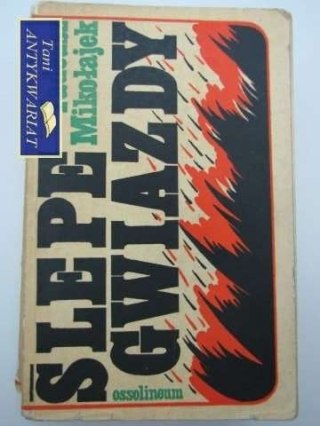 Tani
ANTYKWARIAT
Mikołajek
ŚLEPE
GWIAZDY
ossolineum